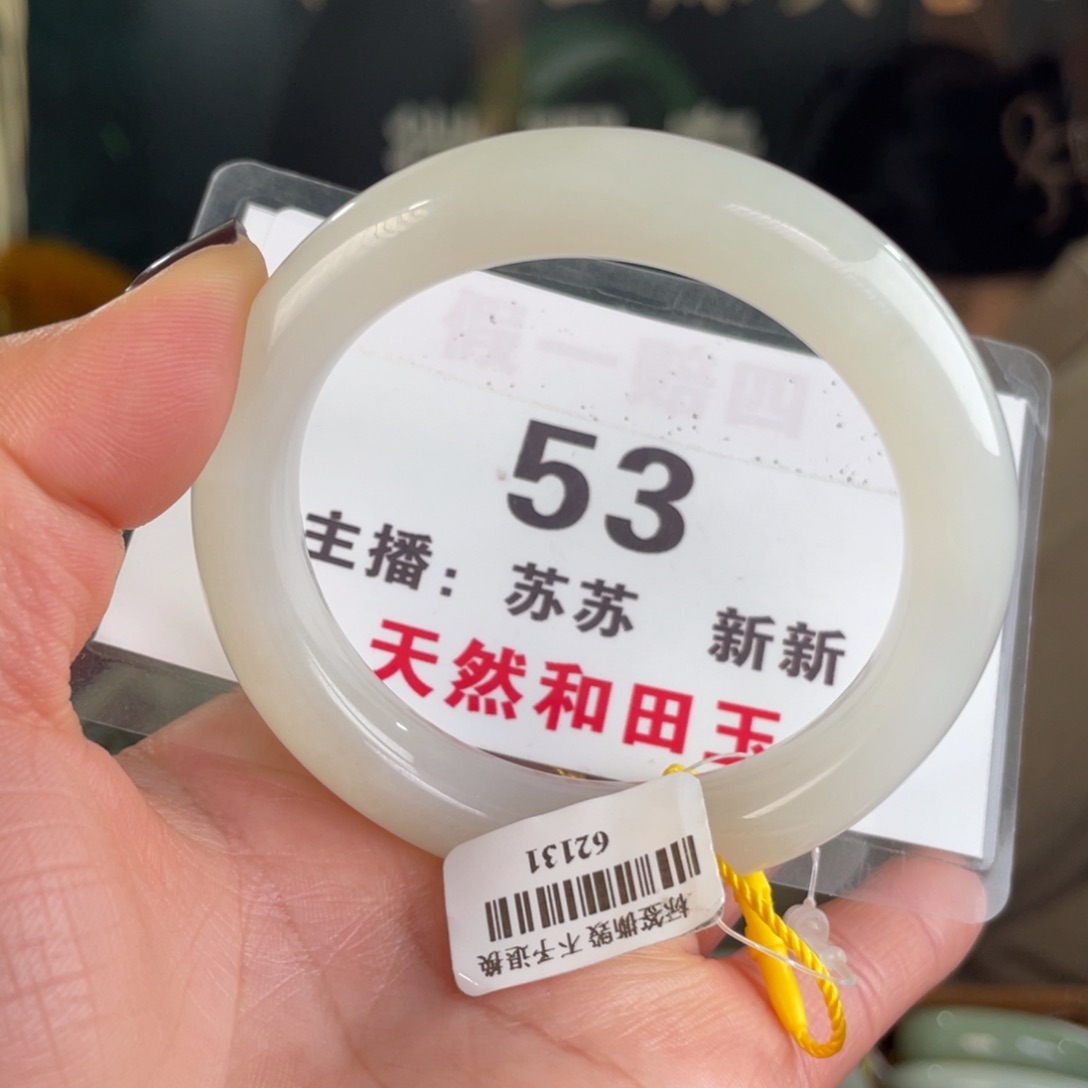 假一赔四
53
主播：苏苏 新新
天然和田玉
62131
标签撕毁 不予退换